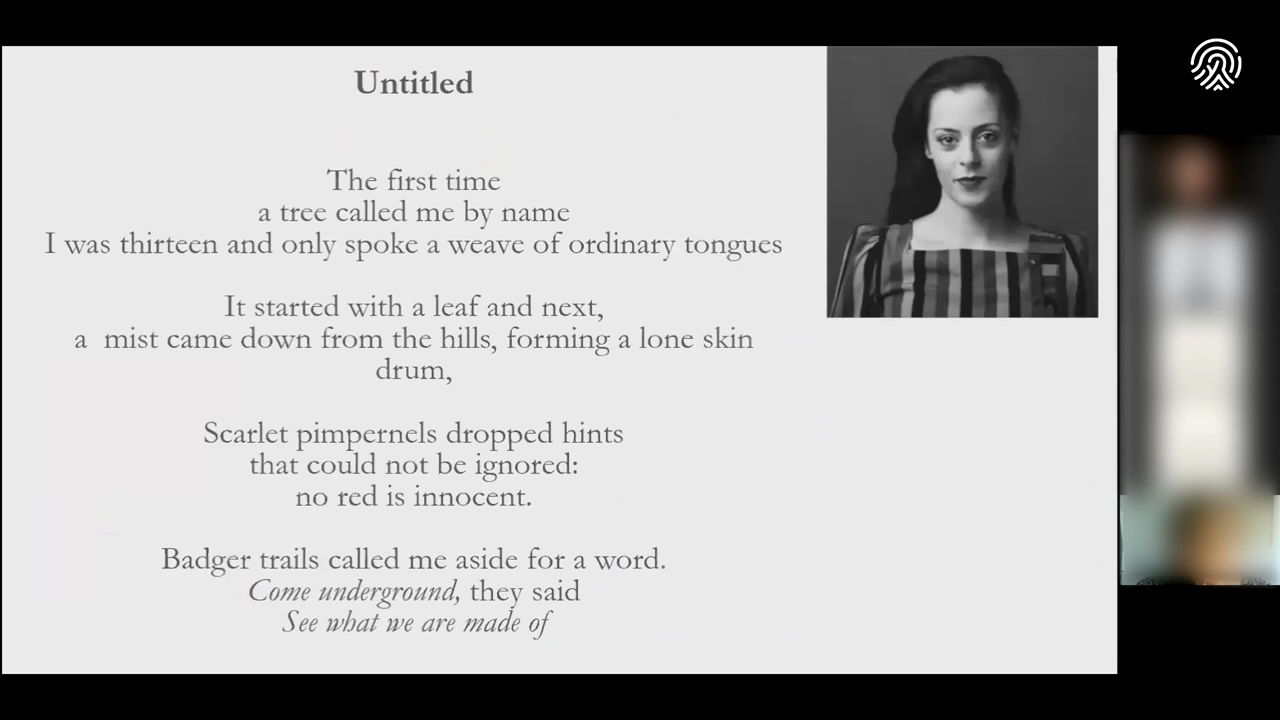 Untitled
The first time
a tree called me by name
I was thirteen and only spoke a weave of ordinary tongues
It started with a leaf and next,
a  mist came down from the hills, forming a lone skin
drum,
Scarlet pimpernels dropped hints
that could not be ignored:
no red is innocent.
Badger trails called me aside for a word.
Come underground, they said
See what we are made of